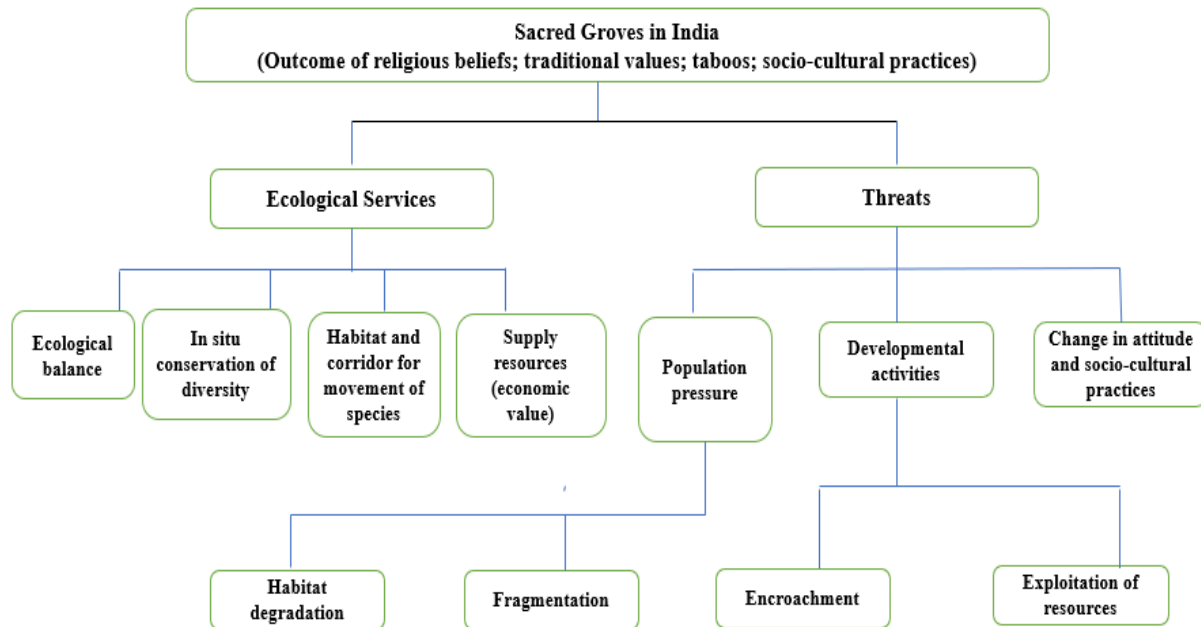 Sacred Groves in India
(Outcome of religious beliefs; traditional values; taboos; socio-cultural practices)
Ecological Services
Threats
Ecological
balance
In situ
conservation of
diversity
Habitat and
corridor for
movement of
species
Supply
resources
(economic
value)
Population
pressure
Developmental
activities
Change in attitude
and socio-cultural
practices
Habitat
degradation
Fragmentation
Encroachment
Exploitation of
resources